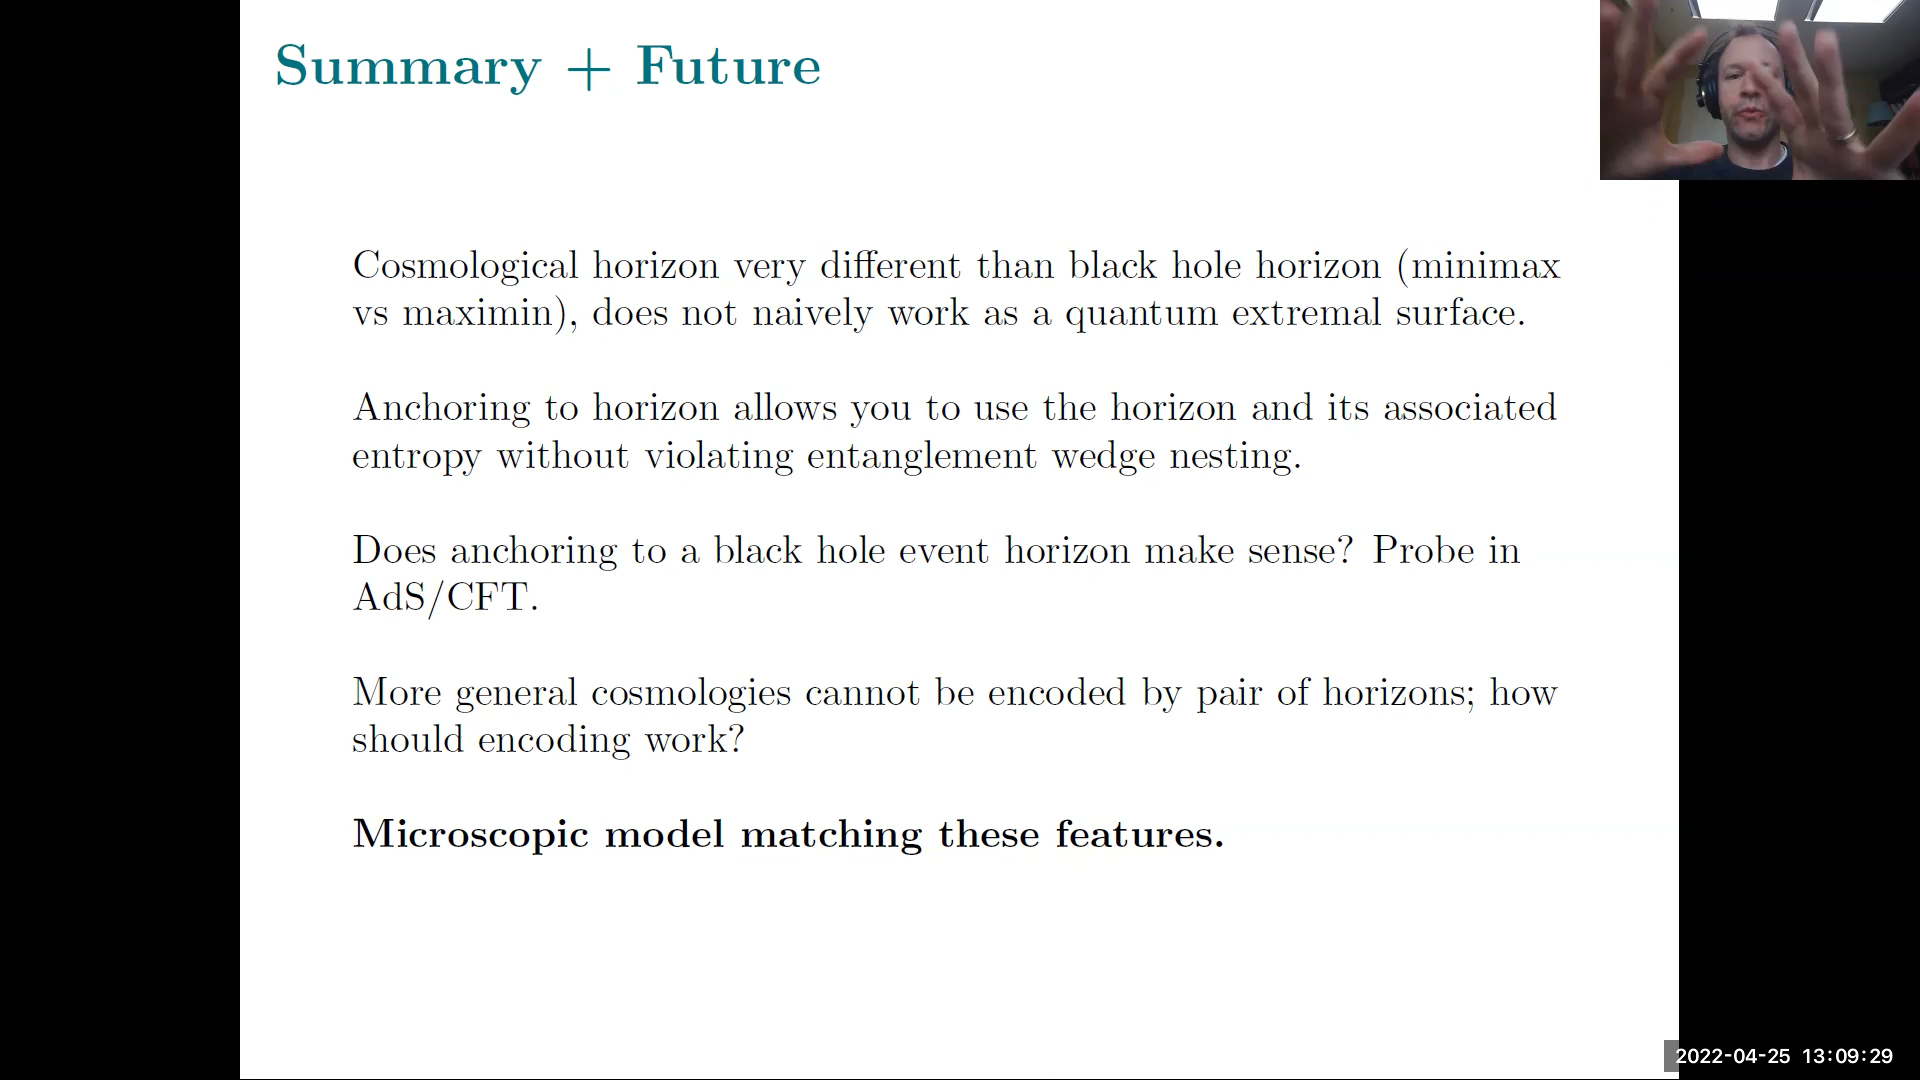 Summary + Future
Cosmological horizon very different than black hole horizon (minimax
vs maximin), does not naively work as a quantum extremal surface.
Anchoring to horizon allows you to use the horizon and its associated
entropy without violating entanglement wedge nesting.
Does anchoring to a black hole event horizon make sense? Probe in
AdS/CFT.
More general cosmologies cannot be encoded by pair of horizons; how
should encoding work?
Microscopic model matching these features.
2022-04-25 13:09:29